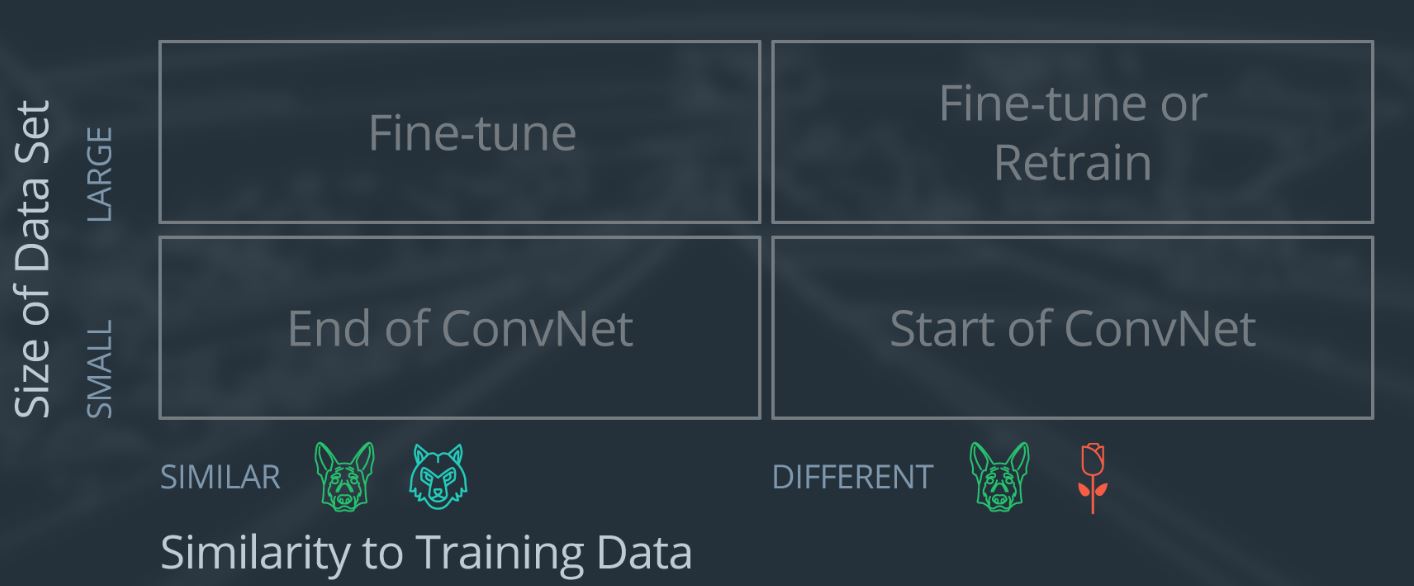 Size of Data Set
LARGE
Fine-tune
Fine-tune or
Retrain
SMALL
End of ConvNet
Start of ConvNet
SIMILAR
DIFFERENT
Similarity to Training Data